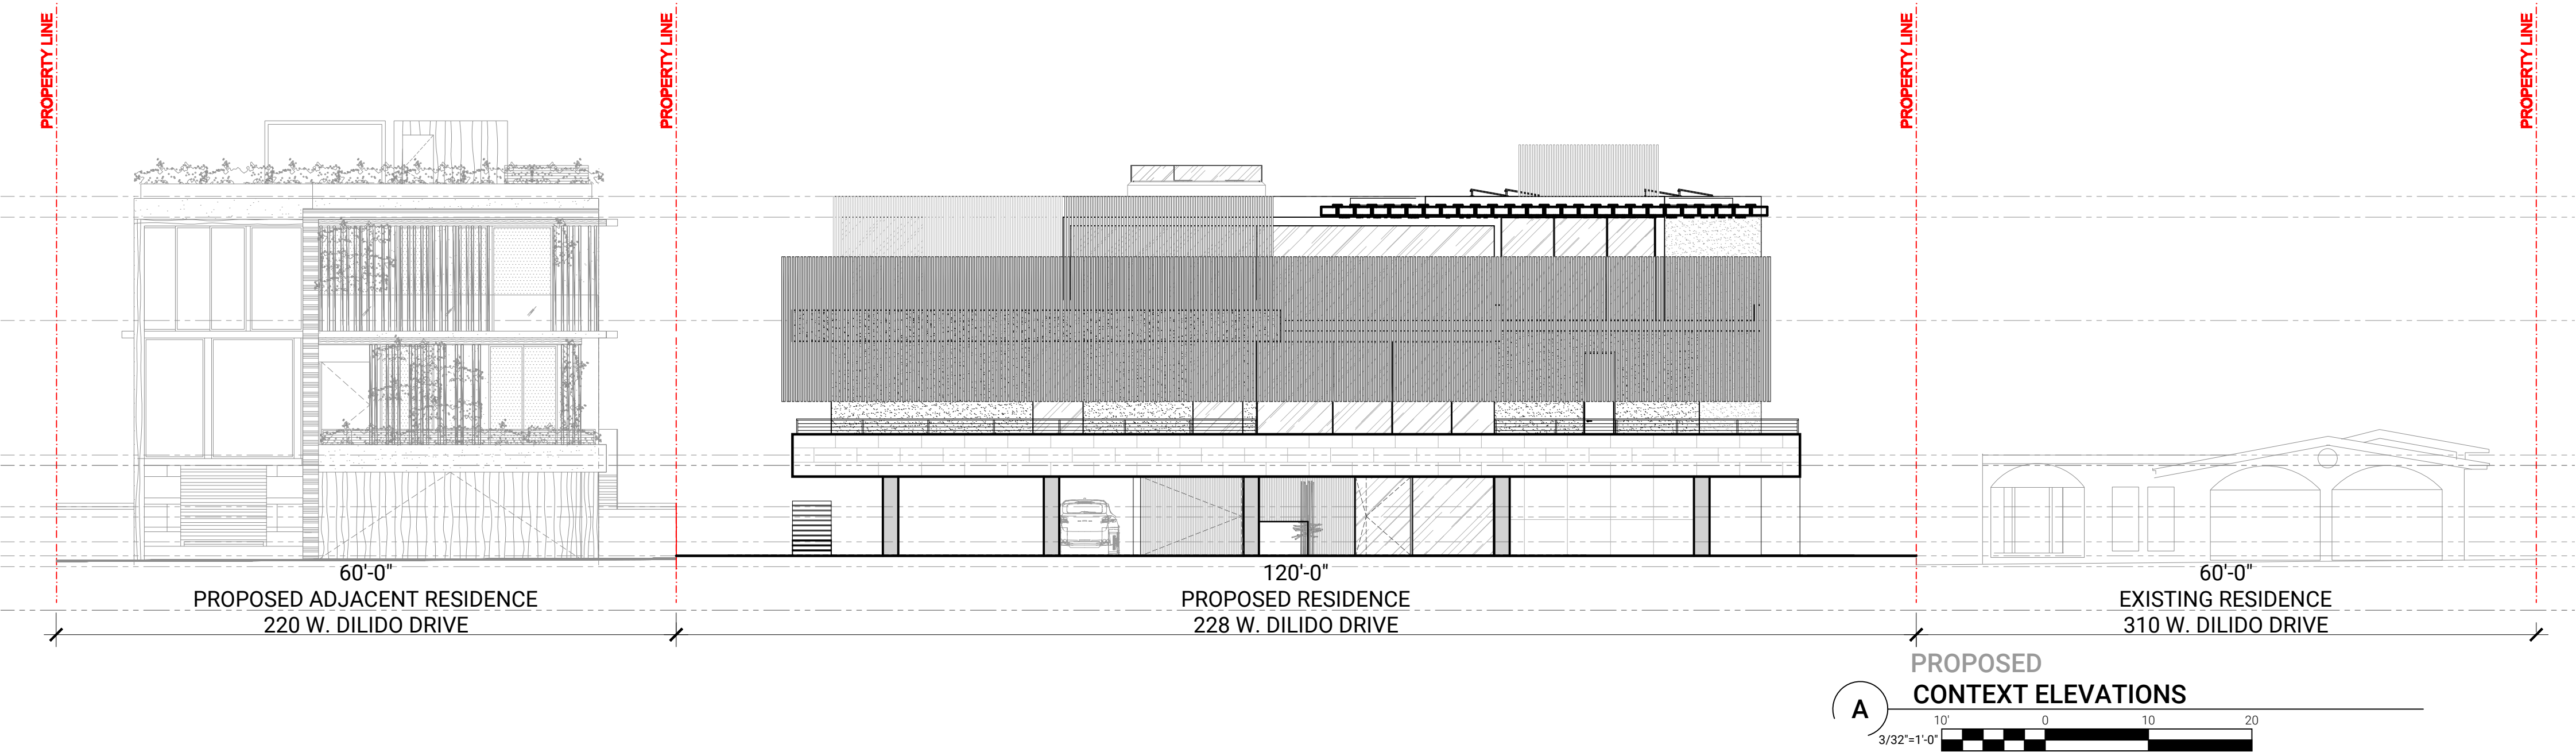 PROPERTY LINE
PROPERTY LINE
PROPERTY LINE
PROPERTY LINE
60'-0"
PROPOSED ADJACENT RESIDENCE
220 W. DILIDO DRIVE
120'-0"
PROPOSED RESIDENCE
228 W. DILIDO DRIVE
60'-0"
EXISTING RESIDENCE
310 W. DILIDO DRIVE
PROPOSED
A CONTEXT ELEVATIONS
10' 0 10 20
3/32"=1'-0"